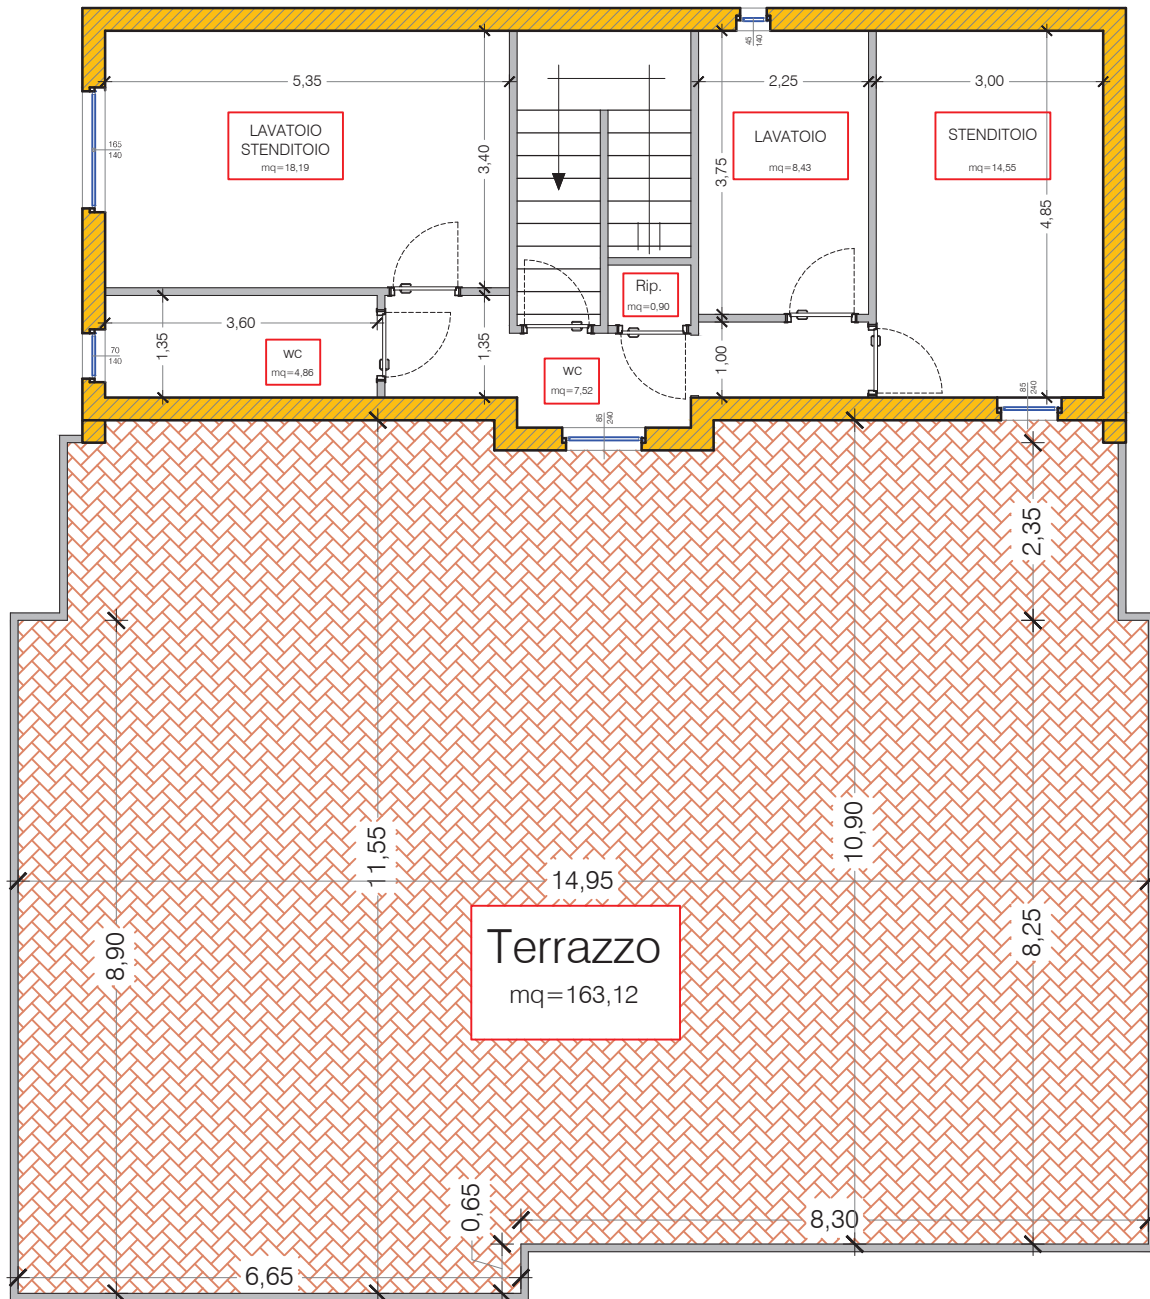 45
140
5,35
2,25
3,00
LAVATOIO
STENDITOIO
mq=18,19
LAVATOIO
mq=8,43
STENDITOIO
mq=14,55
165
140
3,40
3,75
4,85
Rip.
mq=0,90
3,60
1,35
WC
mq=4,86
70
140
1,35
WC
mq=7,52
1,00
85
240
85
240
2,35
11,55
10,90
14,95
8,90
8,25
Terrazzo
mq=163,12
0,65
8,30
6,65